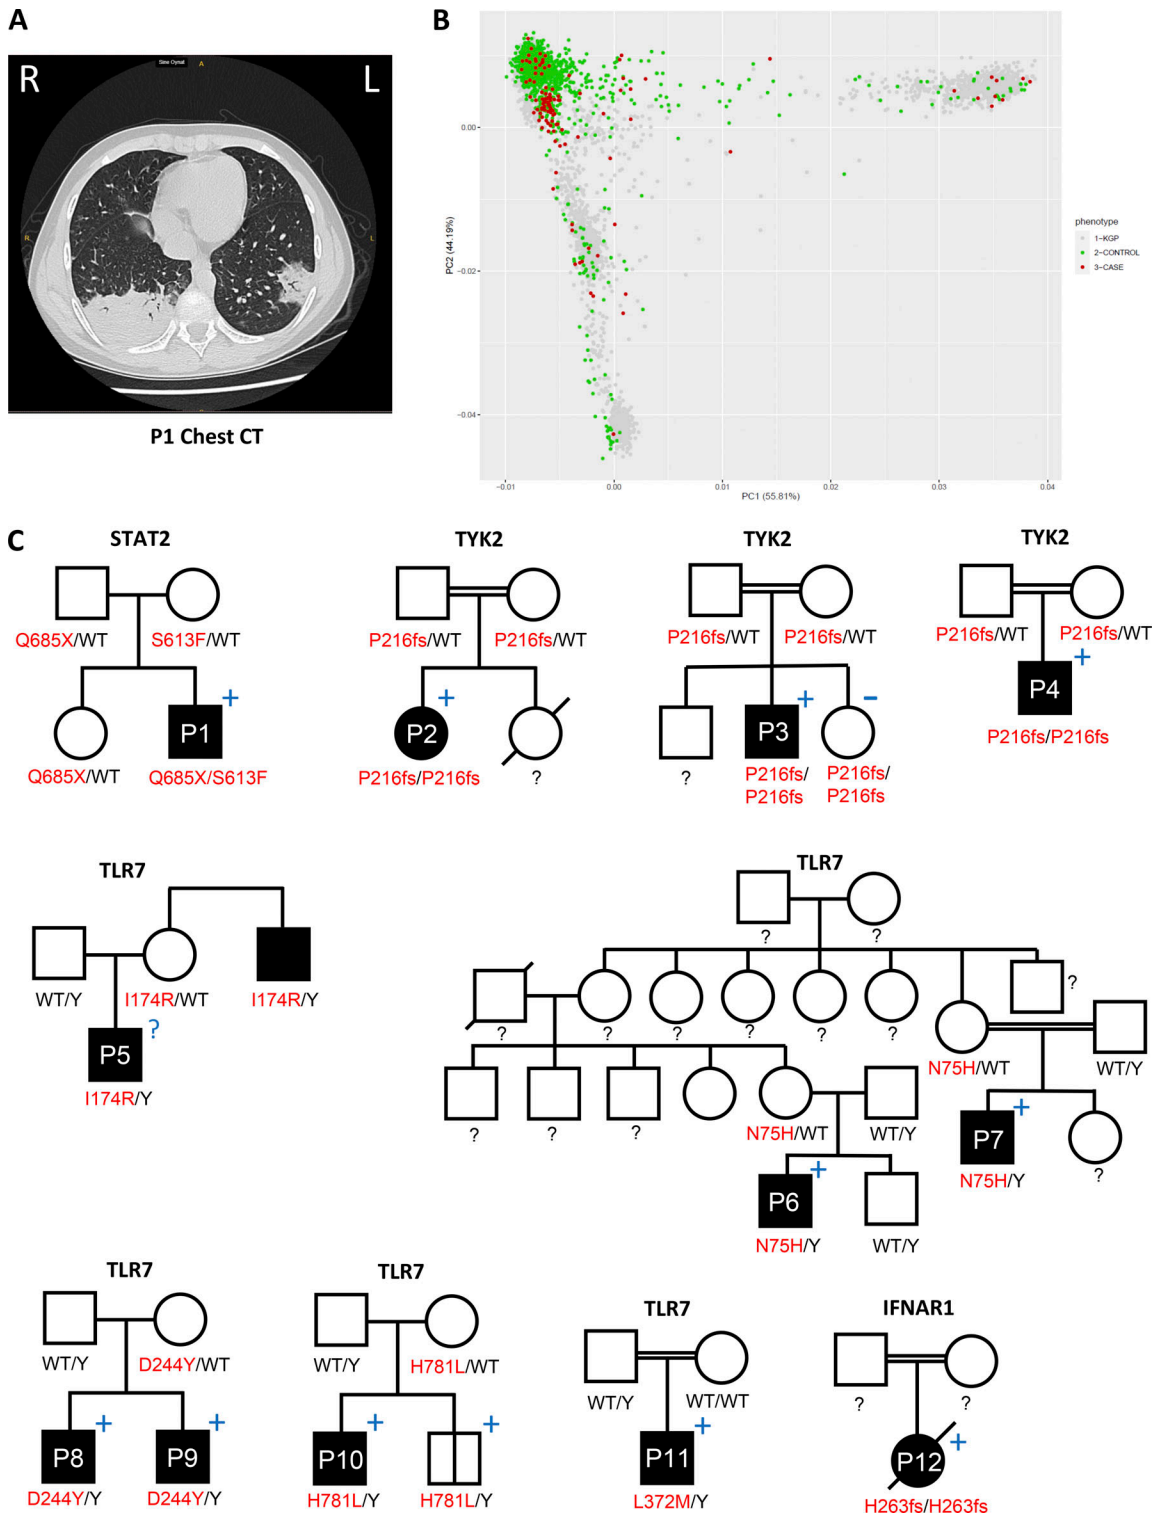 A
B
Sine Oynat
A
R
L
R
L
P1 Chest CT
0.00
−0.02
−0.04
PC2 (44.19%)
−0.01
0.00
0.01
0.02
0.03
0.04
PC1 (55.81%)
phenotype
1−KGP
2−CONTROL
3−CASE
C
STAT2
Q685X/WT
S613F/WT
+
P1
Q685X/WT
Q685X/S613F
TYK2
P216fs/WT
P216fs/WT
+
P2
P216fs/P216fs
?
TYK2
P216fs/WT
P216fs/WT
+
−
P3
?
P216fs/
P216fs
P216fs/
P216fs
TYK2
P216fs/WT
P216fs/WT
+
P4
P216fs/P216fs
TLR7
WT/Y
I174R/WT
I174R/Y
?
P5
I174R/Y
TLR7
?
?
?
?
?
?
?
?
?
N75H/WT
WT/Y
?
?
?
N75H/WT
WT/Y
+
P7
N75H/Y
?
+
P6
N75H/Y
WT/Y
TLR7
WT/Y
D244Y/WT
+
+
P8
P9
D244Y/Y
D244Y/Y
TLR7
WT/Y
H781L/WT
+
+
P10
H781L/Y
H781L/Y
TLR7
WT/Y
WT/WT
+
P11
L372M/Y
IFNAR1
?
?
+
P12
H263fs/H263fs